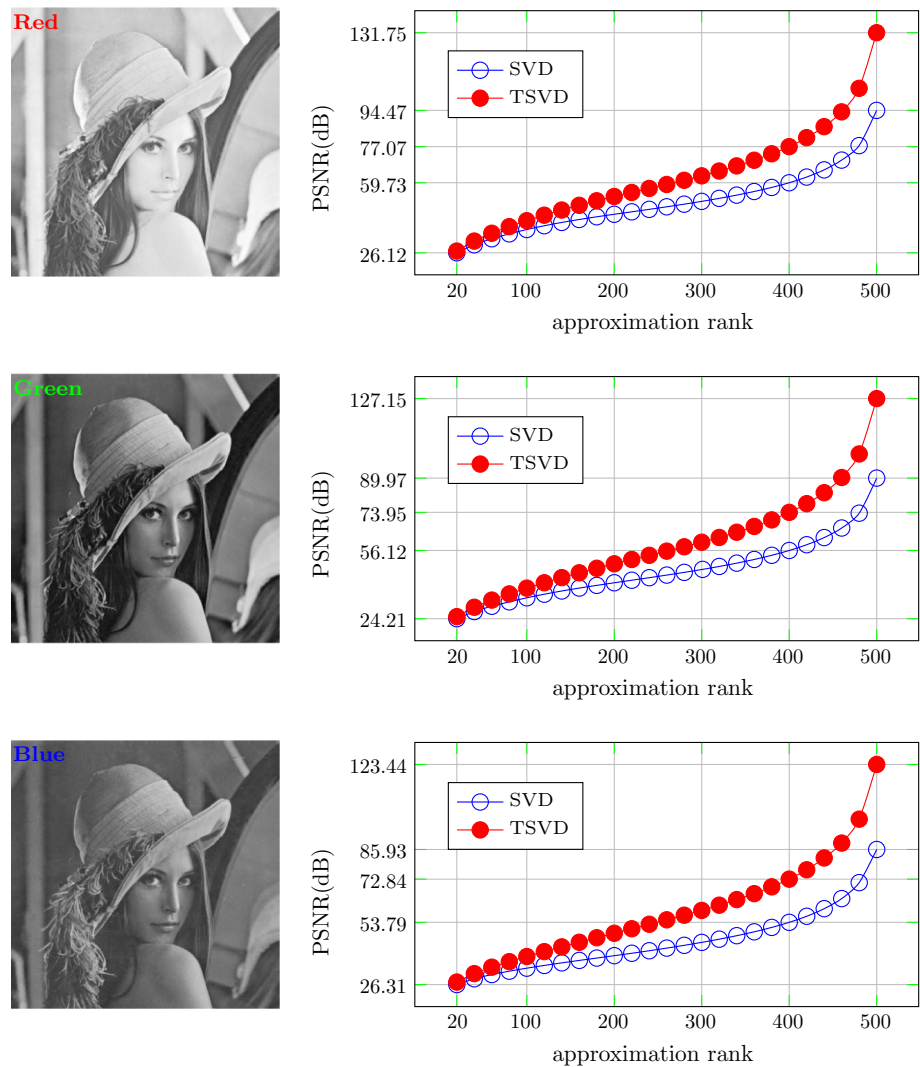 Red
131.75
94.47
77.07
59.73
26.12
PSNR(dB)
SVD
TSVD
20 100 200 300 400 500
approximation rank
Green
127.15
89.97
73.95
56.12
24.21
PSNR(dB)
SVD
TSVD
20 100 200 300 400 500
approximation rank
Blue
123.44
85.93
72.84
53.79
26.31
PSNR(dB)
SVD
TSVD
20 100 200 300 400 500
approximation rank